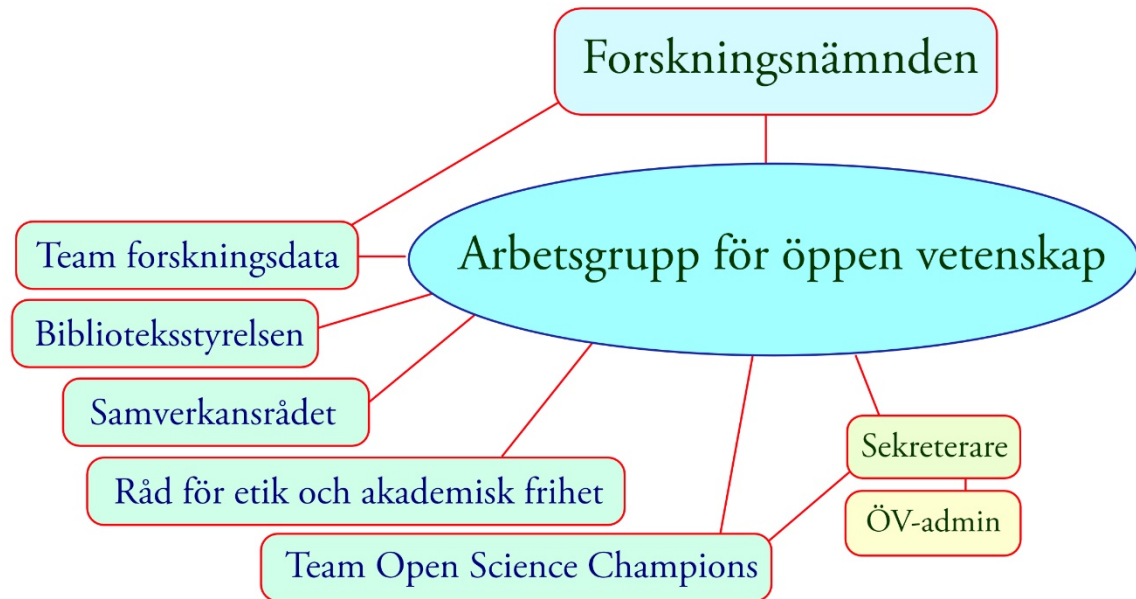 Forskningsnämnden
Arbetsgrupp för öppen vetenskap
Team forskningsdata
Biblioteksstyrelsen
Samverkansrådet
Råd för etik och akademisk frihet
Team Open Science Champions
Sekreterare
ÖV-admin